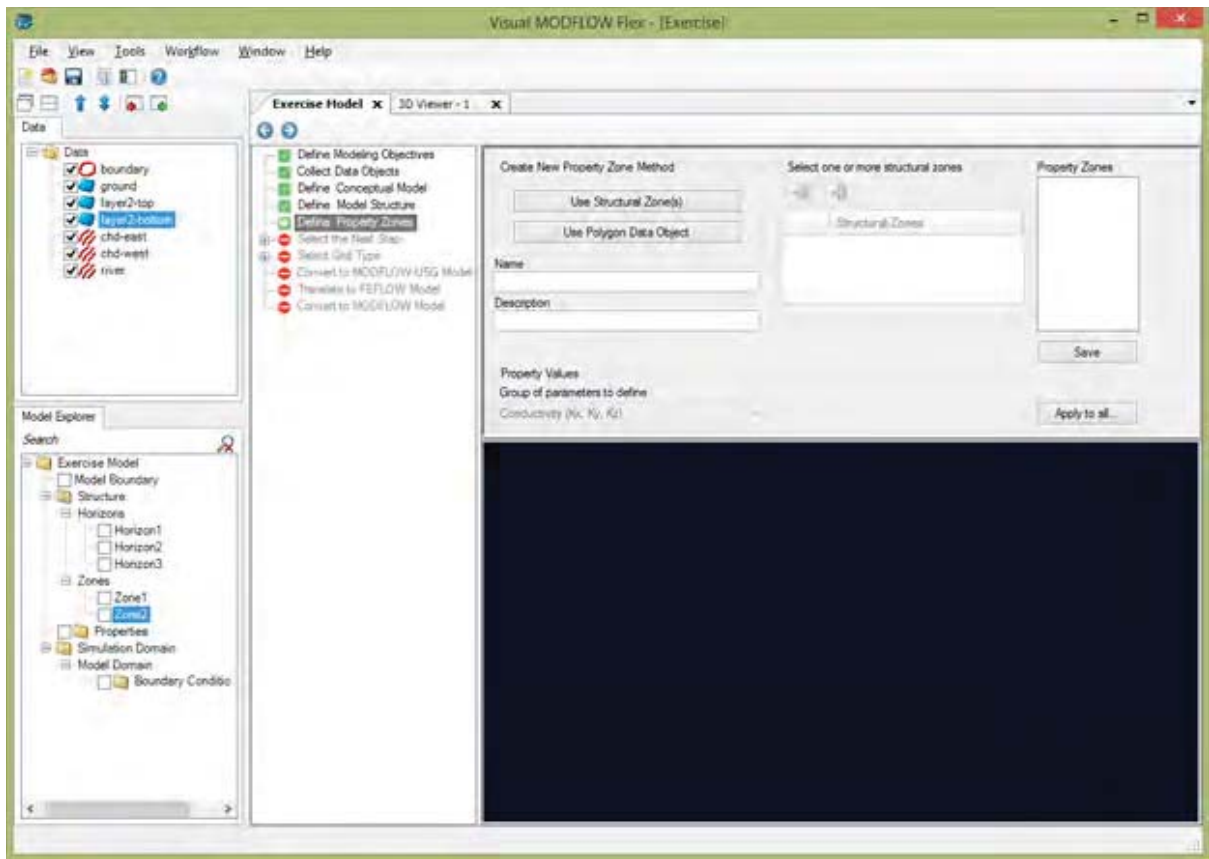 Visual MODFLOW Flex - [Exercise]
File View Tools Workflow Window Help
Exercise Model 3D Viewer - 1
Data
Data
boundary
ground
layer2-top
layer2-bottom
chd-east
chd-west
river
Define Modeling Objectives
Collect Data Objects
Define Conceptual Model
Define Model Structure
Define Property Zones
Select the Next Step
Select Grid Type
Convert to MODFLOW-USG Model
Translate to FEFLOW Model
Convert to MODFLOW Model
Create New Property Zone Method
Use Structural Zone(s)
Use Polygon Data Object
Name
Description
Property Values
Group of parameters to define
Conductivity (Kx, Ky, Kz)
Select one or more structural zones
Structural Zones
Property Zones
Save
Apply to all...
Model Explorer
Search
Exercise Model
Model Boundary
Structure
Horizons
Horizon1
Horizon2
Horizon3
Zones
Zone1
Zone2
Properties
Simulation Domain
Model Domain
Boundary Conditio